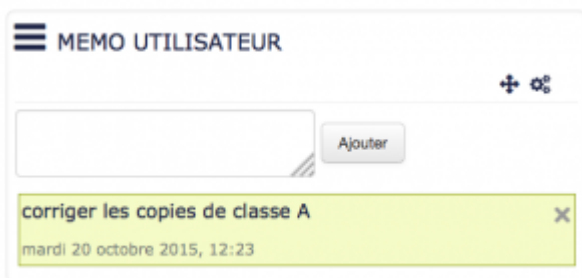 MEMO UTILISATEUR
Ajouter
corriger les copies de classe A
mardi 20 octobre 2015, 12:23